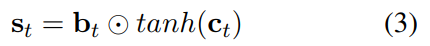 s_t = b_t ⊙ tanh(c_t) (3)